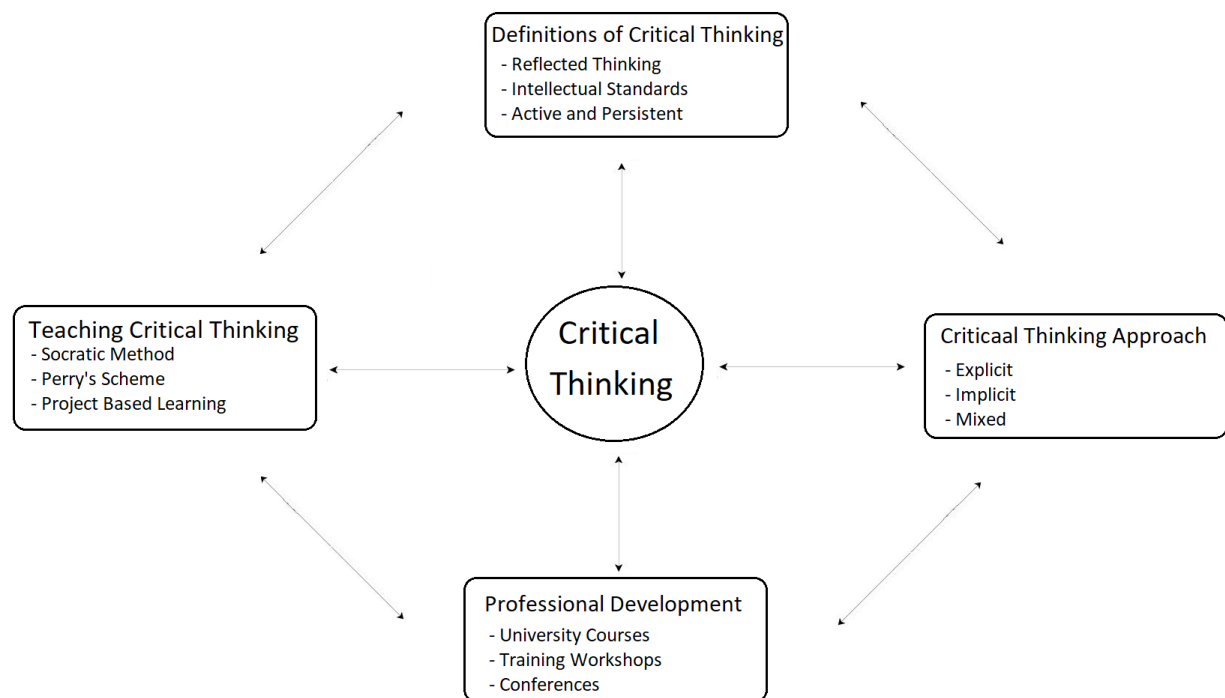 Definitions of Critical Thinking
- Reflected Thinking
- Intellectual Standards
- Active and Persistent
Teaching Critical Thinking
- Socratic Method
- Perry's Scheme
- Project Based Learning
Critical
Thinking
Criticaal Thinking Approach
- Explicit
- Implicit
- Mixed
Professional Development
- University Courses
- Training Workshops
- Conferences